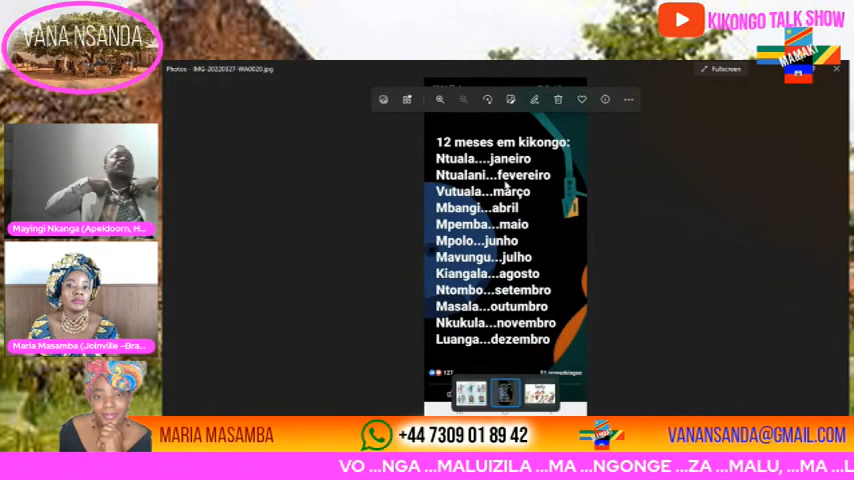 VANA NSANDA
KIKONGO TALK SHOW
MAMAKI
Photos - IMG-20220327-WA0020.jpg
Fullscreen
12 meses em kikongo:
Ntuala....janeiro
Ntualani...fevereiro
Vutuala...março
Mbangi...abril
Mpemba...maio
Mpolo...junho
Mavungu...julho
Kiangala...agosto
Ntombo...setembro
Masala...outumbro
Nkukula...novembro
Luanga...dezembro
127
Mayingi Nkanga (Apeldoorn, H...
Maria Masamba (Joinville –Bra...
MARIA MASAMBA
+44 7309 01 89 42
VANANSANDA@GMAIL.COM
VO ...NGA ...MALUIZILA ...MA ...NGONGE ...ZA ...MALU, ...MA ...L